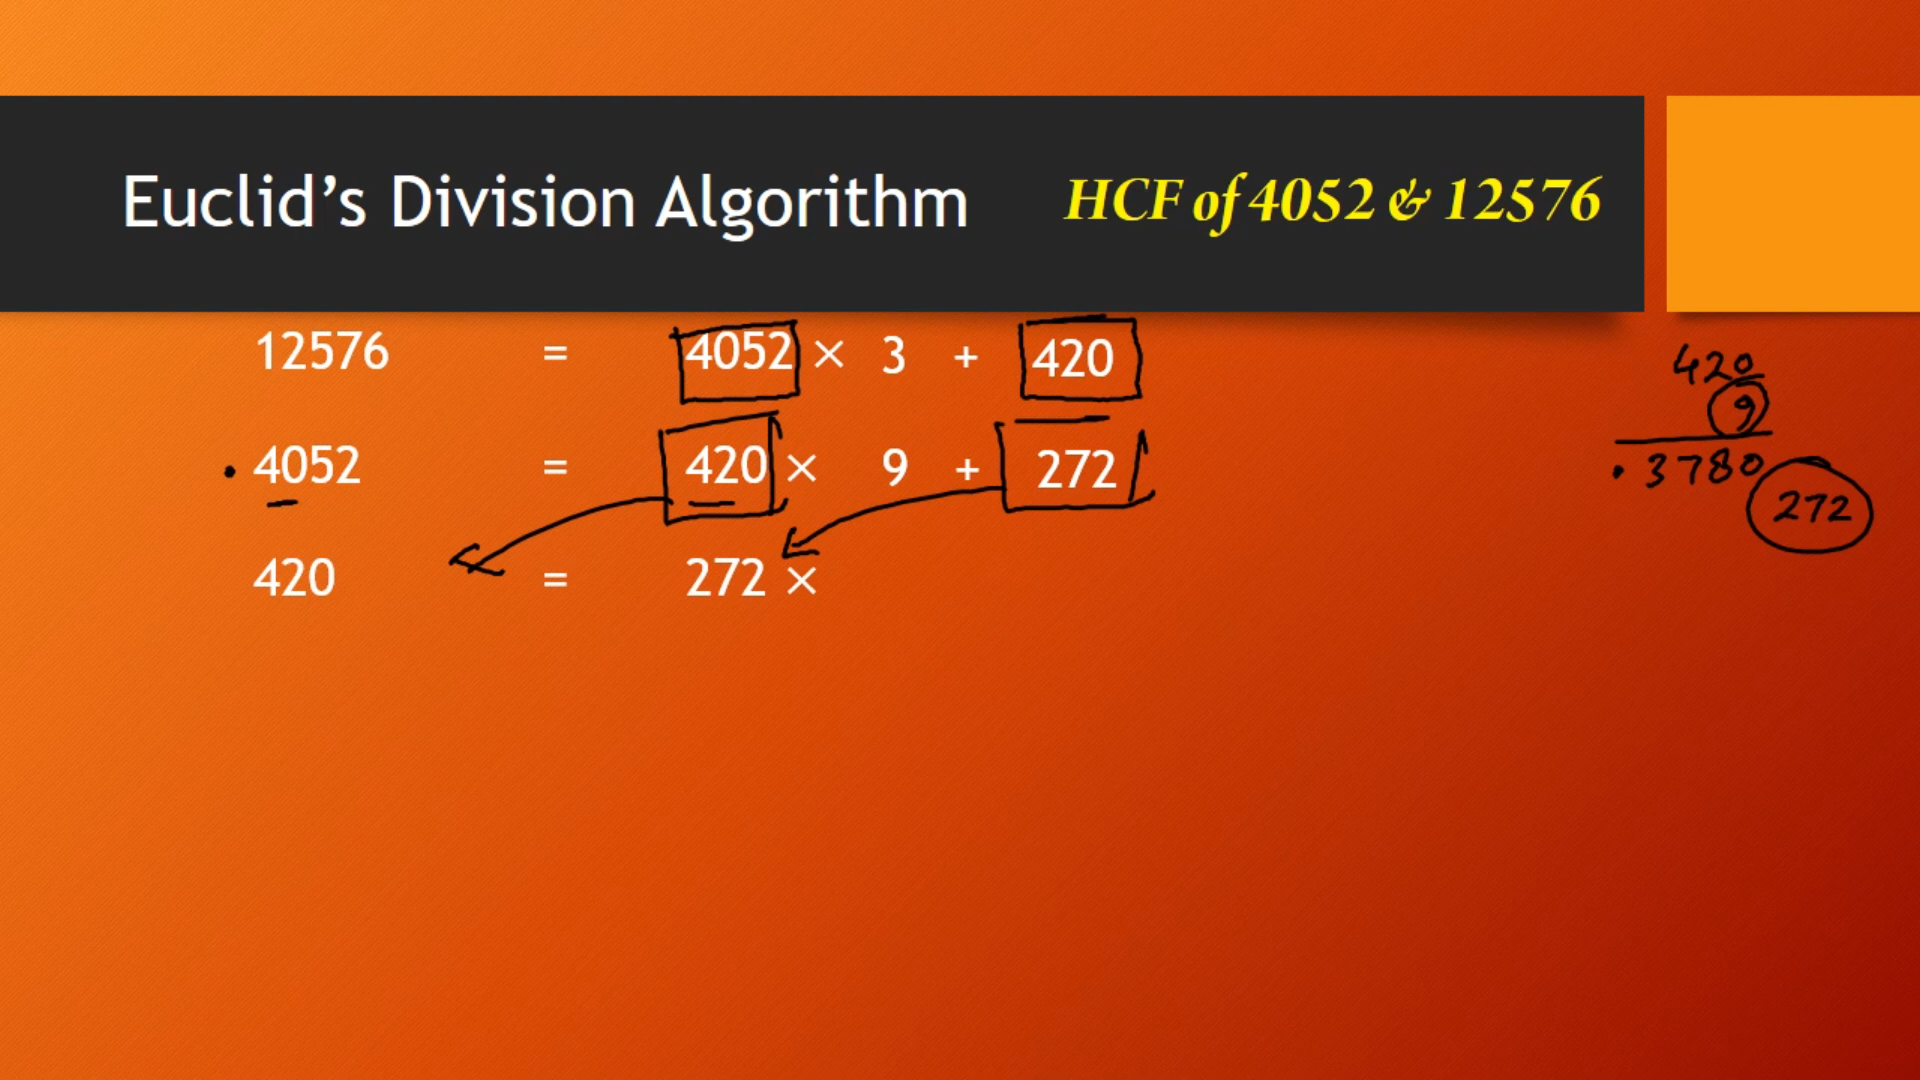 Euclid’s Division Algorithm HCF of 4052 & 12576
12576 = 4052 × 3 + 420
4052 = 420 × 9 + 272
420 = 272 ×
420
9
3780
272